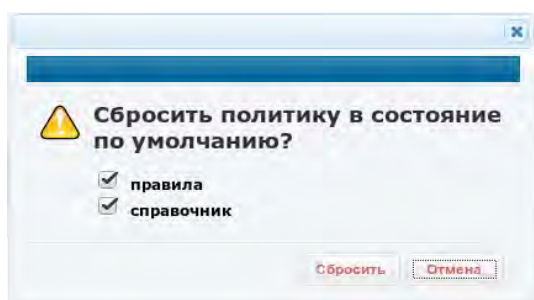 Сбросить политику в состояние
по умолчанию?
правила
справочник
Сбросить Отмена